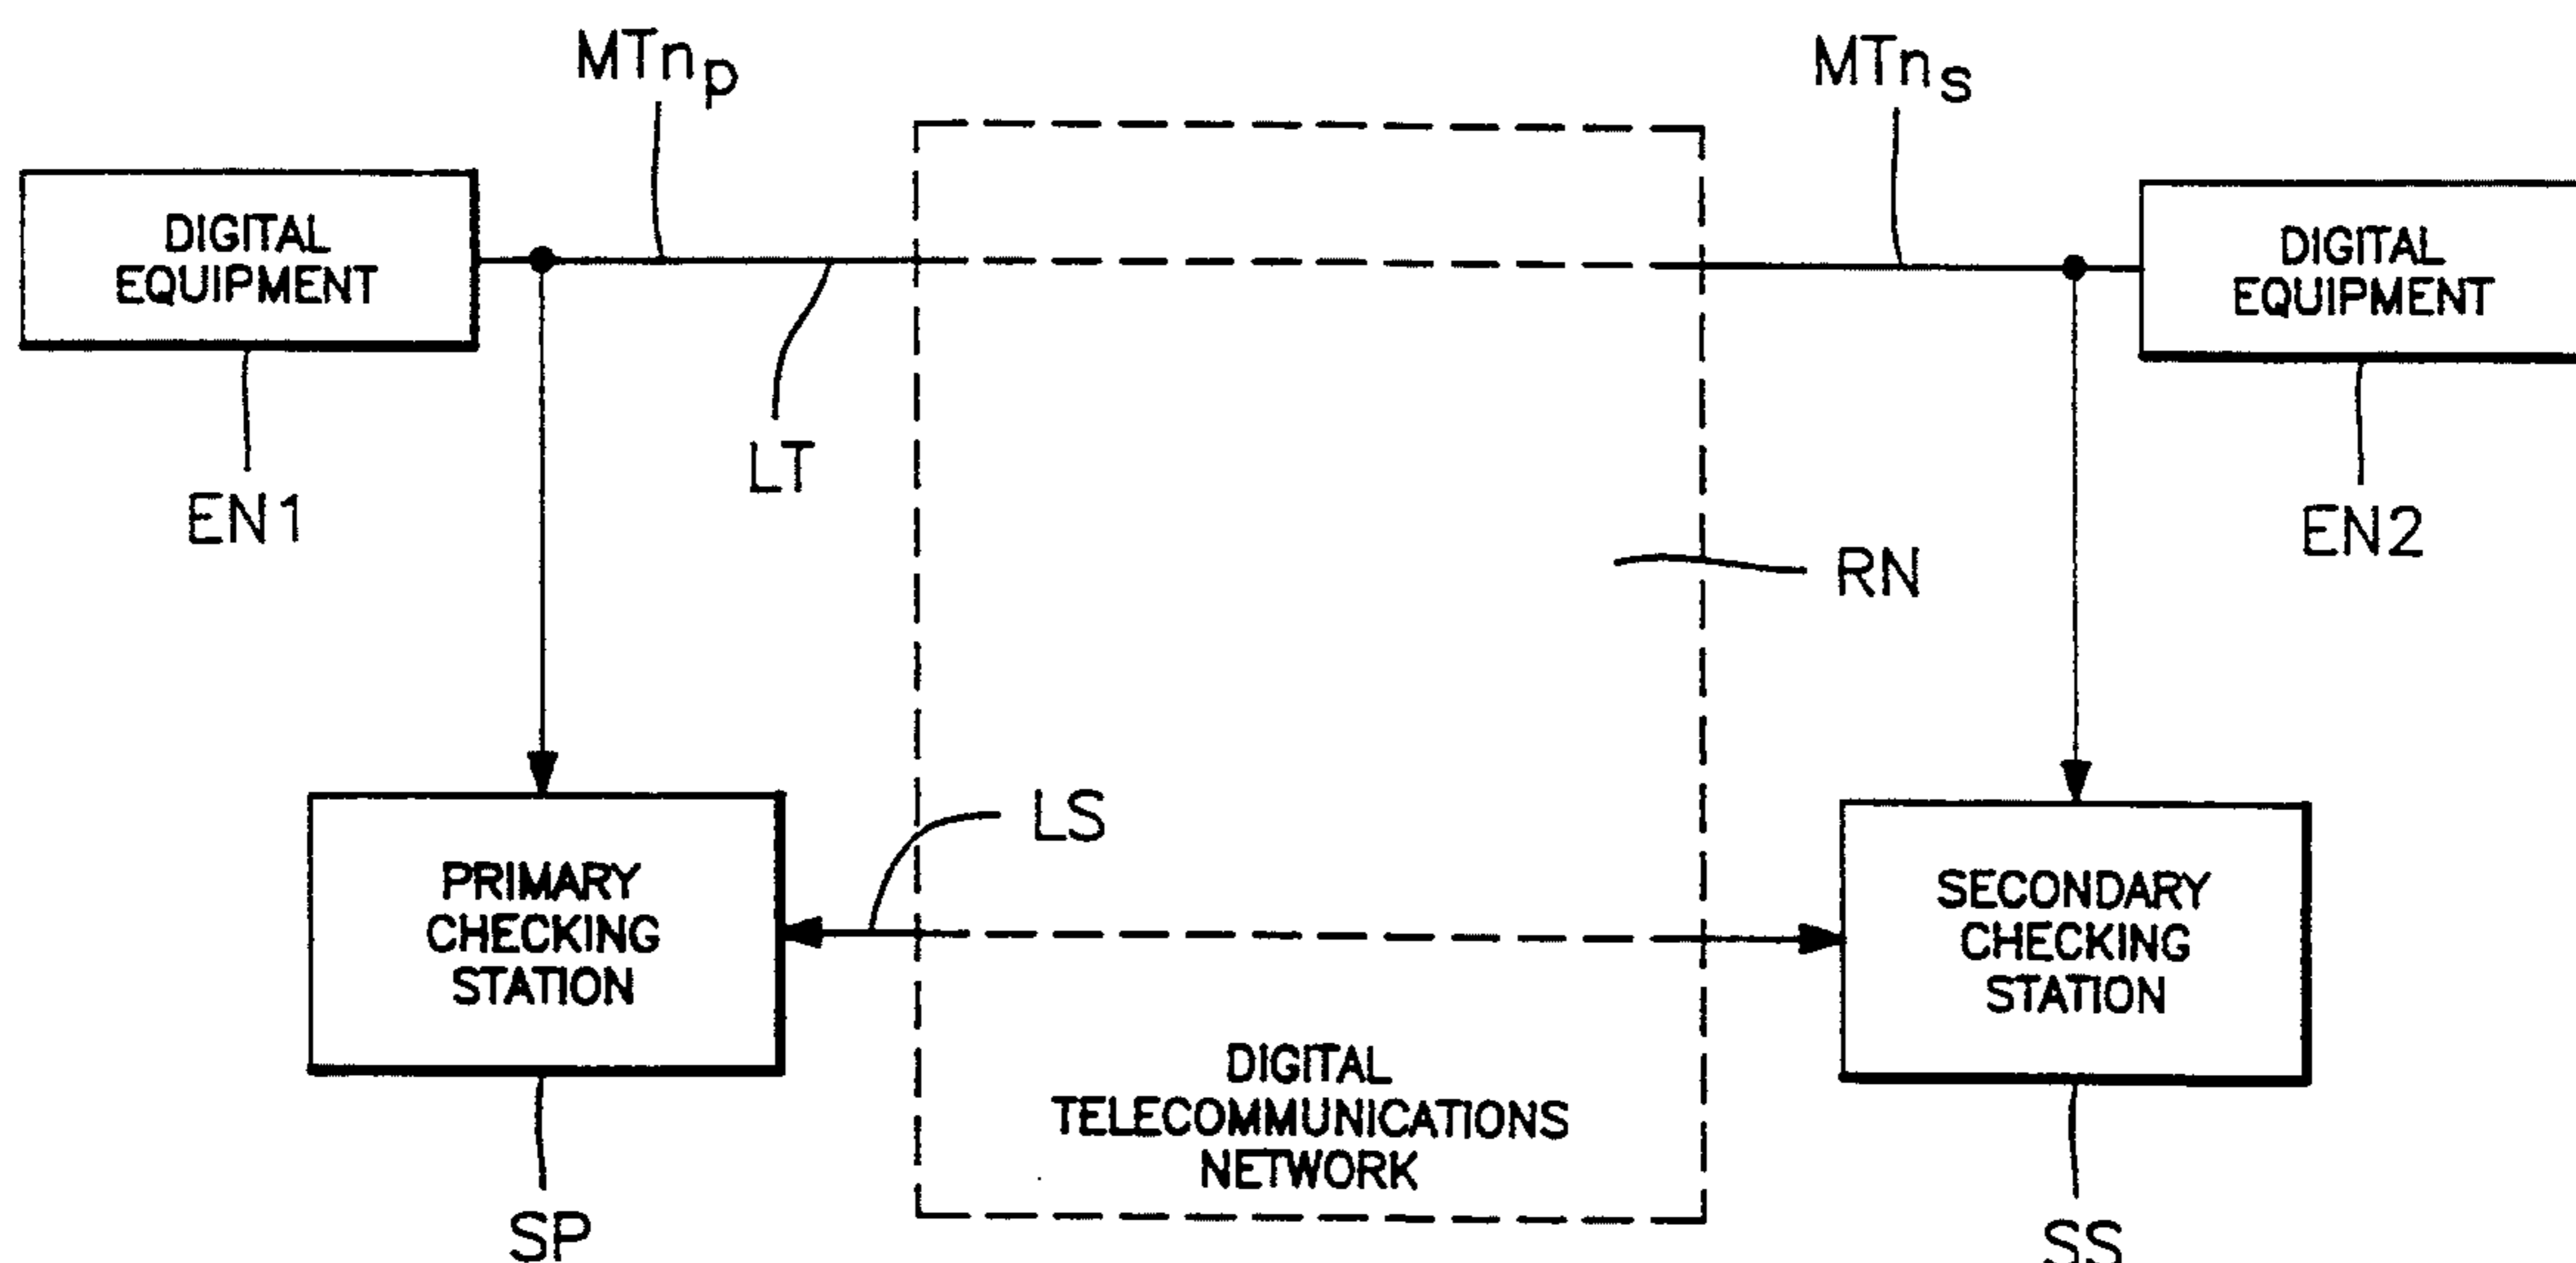 MTnp
MTns
DIGITAL
EQUIPMENT
DIGITAL
EQUIPMENT
LT
EN1
EN2
RN
LS
PRIMARY
CHECKING
STATION
SECONDARY
CHECKING
STATION
DIGITAL
TELECOMMUNICATIONS
NETWORK
SP
SS